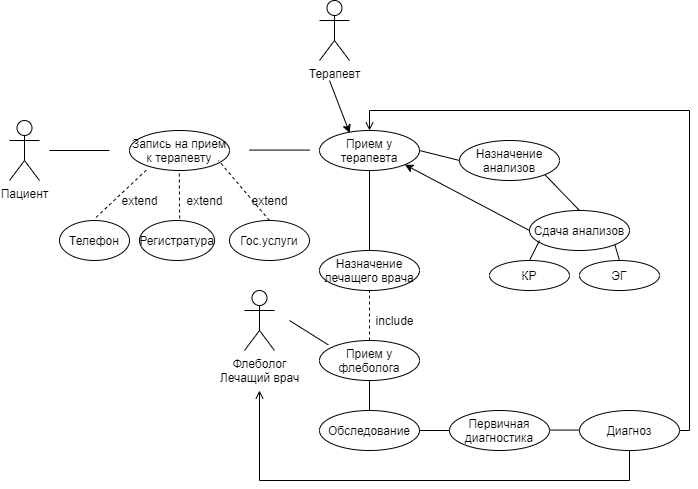 Терапевт
Пациент
Запись на прием
к терапевту
Прием у
терапевта
Назначение
анализов
extend
extend
extend
Телефон
Регистратура
Гос.услуги
Сдача анализов
КР
ЭГ
Назначение
лечащего врача
include
Флеболог
Лечащий врач
Прием у
флеболога
Обследование
Первичная
диагностика
Диагноз